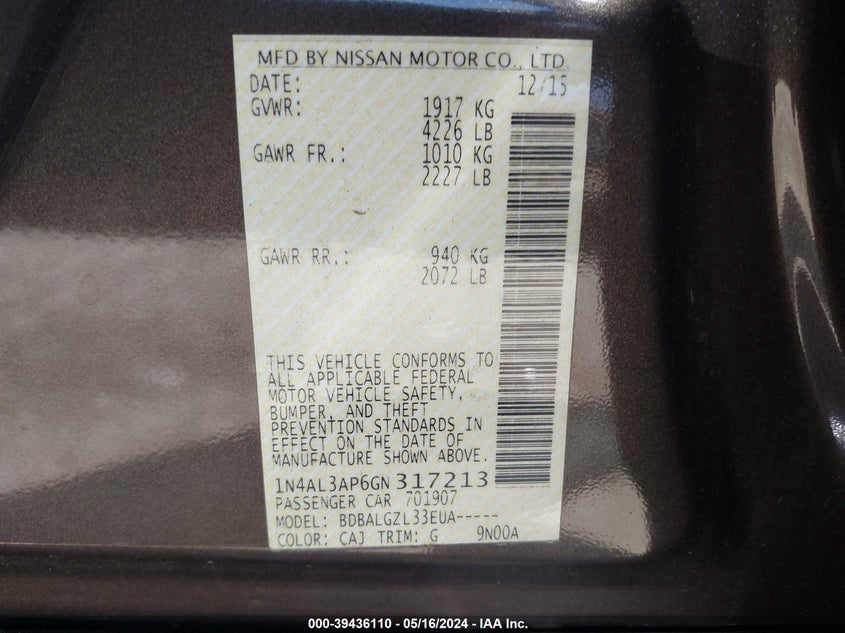 MFD BY NISSAN MOTOR CO., LTD.
DATE: 12/15
GVWR: 1917 KG
4226 LB
GAWR FR.: 1010 KG
2227 LB
GAWR RR.: 940 KG
2072 LB
THIS VEHICLE CONFORMS TO
ALL APPLICABLE FEDERAL
MOTOR VEHICLE SAFETY,
BUMPER, AND THEFT
PREVENTION STANDARDS IN
EFFECT ON THE DATE OF
MANUFACTURE SHOWN ABOVE.
1N4AL3AP6GN317213
PASSENGER CAR 701907
MODEL: BDBALGZL33EUA-----
COLOR: CAJ TRIM: G 9N00A
000-39436110 - 05/16/2024 - IAA Inc.